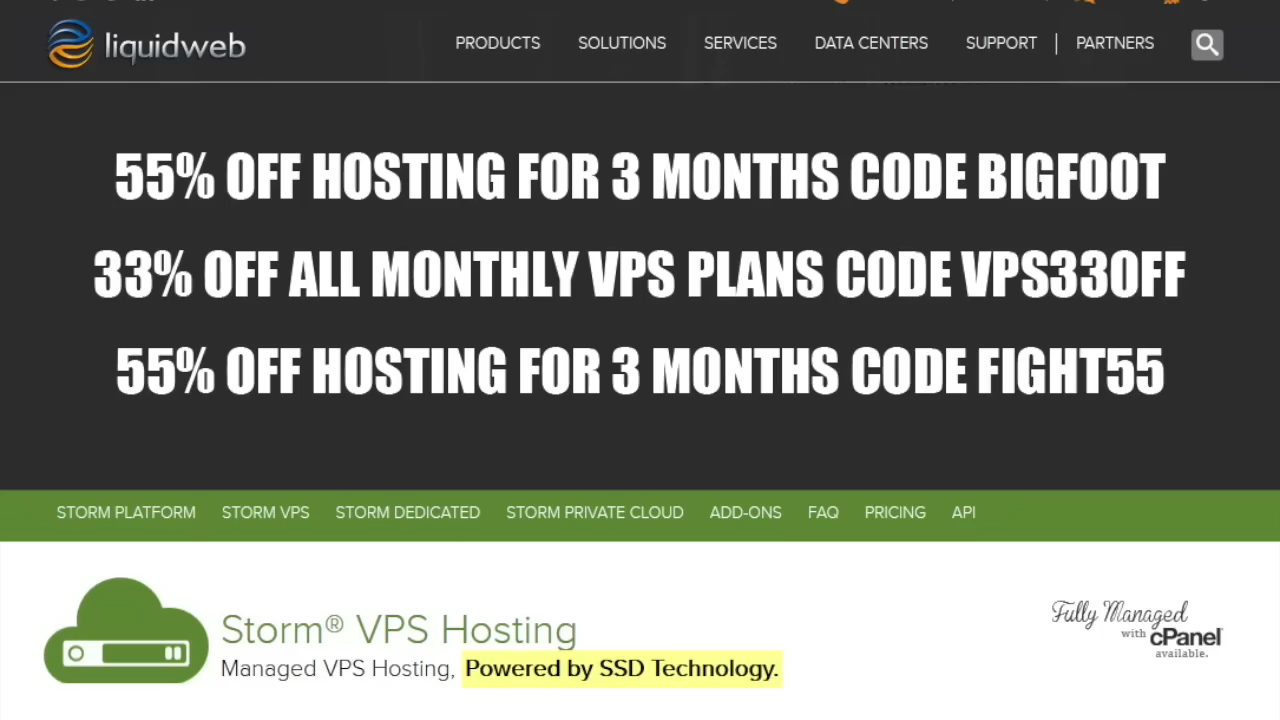 liquidweb
PRODUCTS SOLUTIONS SERVICES DATA CENTERS SUPPORT | PARTNERS
55% OFF HOSTING FOR 3 MONTHS CODE BIGFOOT
33% OFF ALL MONTHLY VPS PLANS CODE VPS33OFF
55% OFF HOSTING FOR 3 MONTHS CODE FIGHT55
STORM PLATFORM STORM VPS STORM DEDICATED STORM PRIVATE CLOUD ADD-ONS FAQ PRICING API
Storm® VPS Hosting
Managed VPS Hosting, Powered by SSD Technology.
Fully Managed
with cPanel
available.